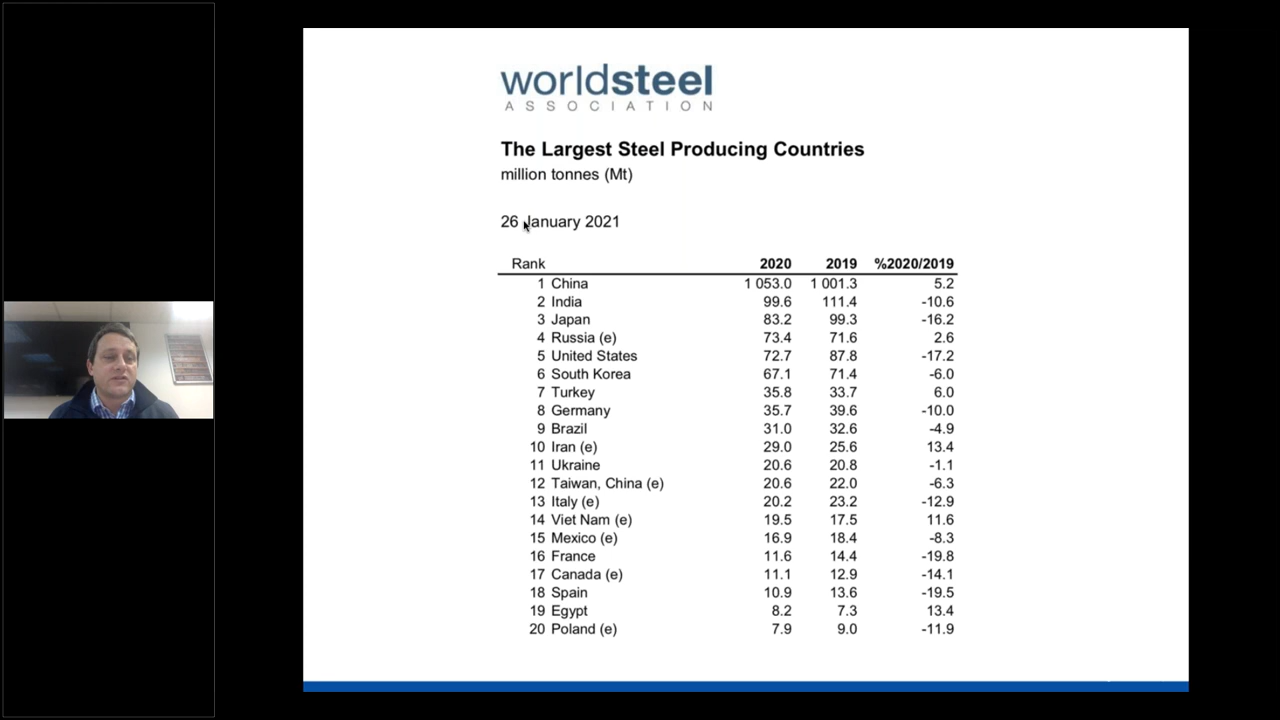 worldsteel
ASSOCIATION
The Largest Steel Producing Countries
million tonnes (Mt)
26 January 2021
Rank 2020 2019 %2020/2019
1 China 1 053.0 1 001.3 5.2
2 India 99.6 111.4 -10.6
3 Japan 83.2 99.3 -16.2
4 Russia (e) 73.4 71.6 2.6
5 United States 72.7 87.8 -17.2
6 South Korea 67.1 71.4 -6.0
7 Turkey 35.8 33.7 6.0
8 Germany 35.7 39.6 -10.0
9 Brazil 31.0 32.6 -4.9
10 Iran (e) 29.0 25.6 13.4
11 Ukraine 20.6 20.8 -1.1
12 Taiwan, China (e) 20.6 22.0 -6.3
13 Italy (e) 20.2 23.2 -12.9
14 Viet Nam (e) 19.5 17.5 11.6
15 Mexico (e) 16.9 18.4 -8.3
16 France 11.6 14.4 -19.8
17 Canada (e) 11.1 12.9 -14.1
18 Spain 10.9 13.6 -19.5
19 Egypt 8.2 7.3 13.4
20 Poland (e) 7.9 9.0 -11.9